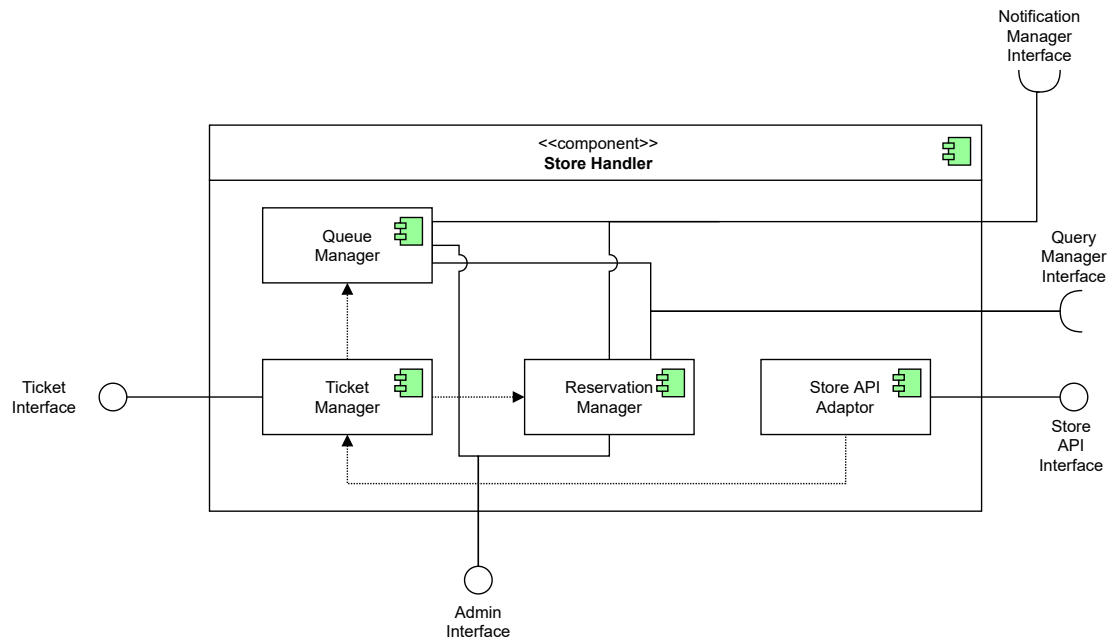 Notification
Manager
Interface
<<component>>
Store Handler
Queue
Manager
Query
Manager
Interface
Ticket
Interface
Ticket
Manager
Reservation
Manager
Store API
Adaptor
Store
API
Interface
Admin
Interface